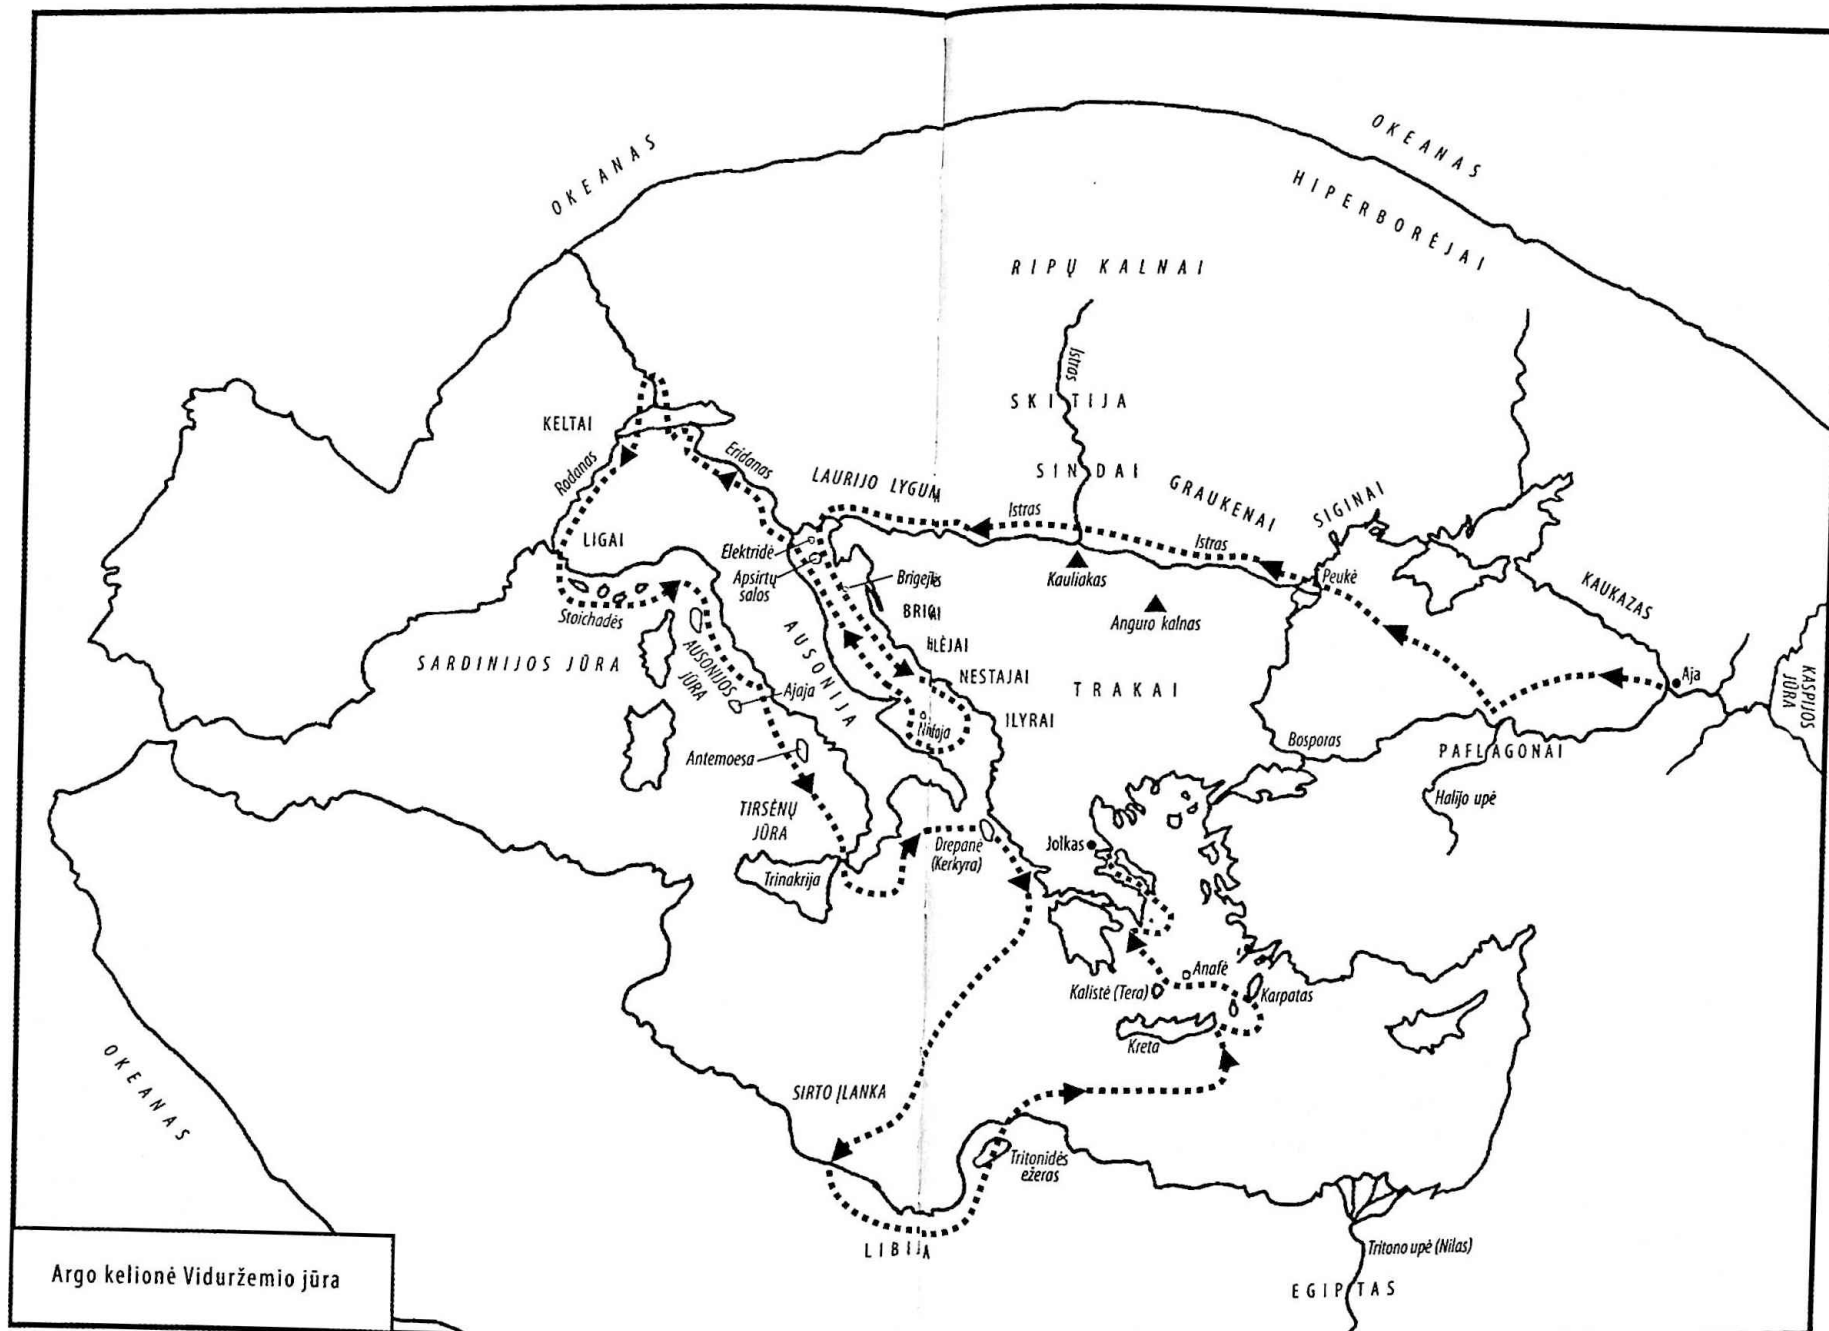 OKEANAS
OKEANAS
HIPERBORĖJAI
RIPŲ KALNAI
Istras
SKITIJA
SINDAI
GRAUKENAI
SIGINAI
KELTAI
Rodanas
Eridanas
LAURIJO LYGUMA
Istras
Istras
LIGAI
Elektridė
Apsirtų
salos
Brigejės
Kauliakas
Peukė
KAUKAZAS
Stoichadės
BRIGAI
Anguro kalnas
HLĖJAI
SARDINIJOS JŪRA
AUSONIJOS
JŪRA
AUSONIJA
Ajaja
NESTAJAI
TRAKAI
Aja
KASPIJOS
JŪRA
ILYRAI
Nintoja
Antemoesa
Bosporas
PAFLAGONAI
Halijo upė
TIRSĖNŲ
JŪRA
Drepanė
(Kerkyra)
Jolkas
Trinakrija
Anafė
Kalistė (Tera)
Karpatas
Kreta
OKEANAS
SIRTO ĮLANKA
Tritonidės
ežeras
LIBIJA
Tritono upė (Nilas)
EGIPTAS
Argo kelionė Viduržemio jūra